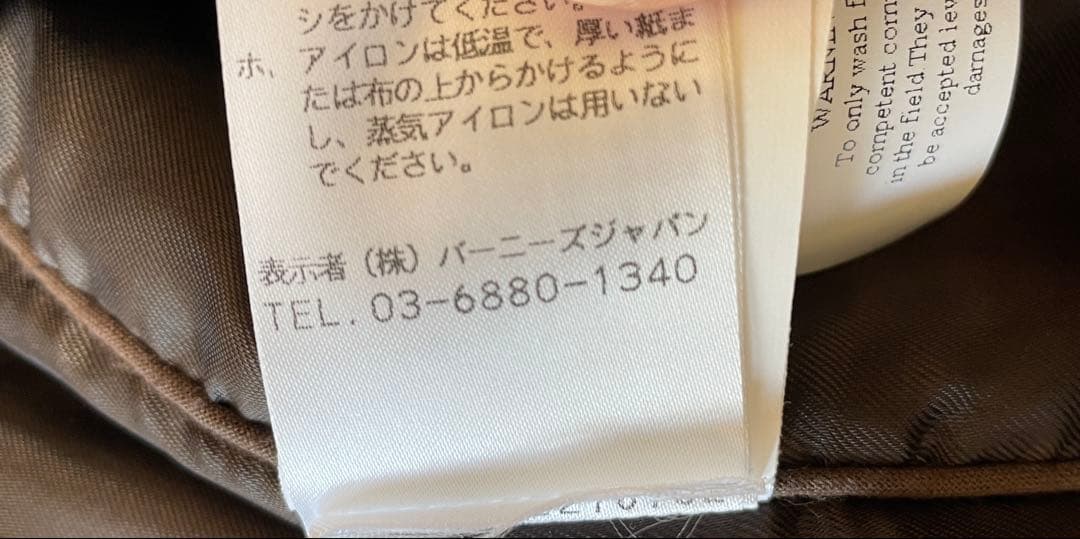 シをかけてください。
ホ、アイロンは低温で、厚い紙ま
たは布の上からかけるように
し、蒸気アイロンは用いない
でください。
表示者（株）バーニーズジャパン
TEL.03-6880-1340
To only wash
competent
in the field They
be accepted
damages